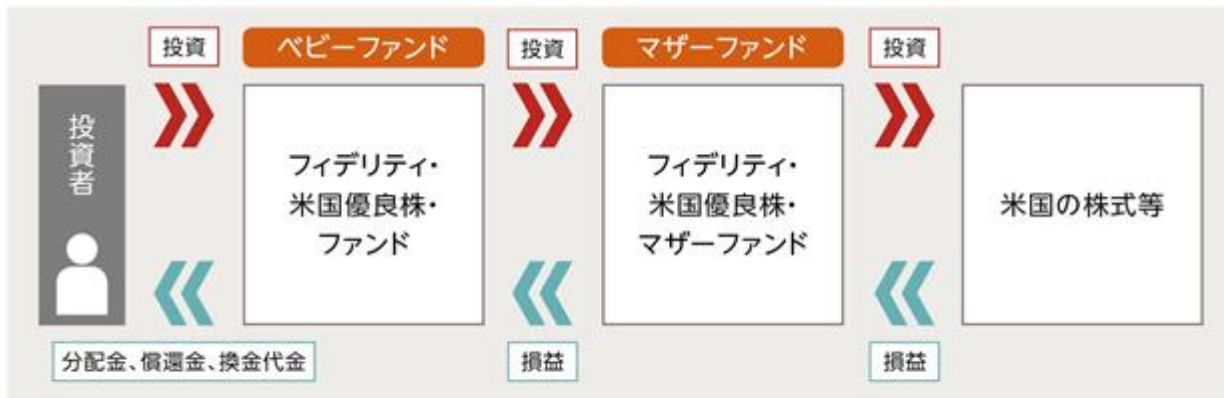 投資
ベビーファンド
投資
マザーファンド
投資
投資者
フィデリティ・
米国優良株・
ファンド
フィデリティ・
米国優良株・
マザーファンド
米国の株式等
分配金、償還金、換金代金
損益
損益